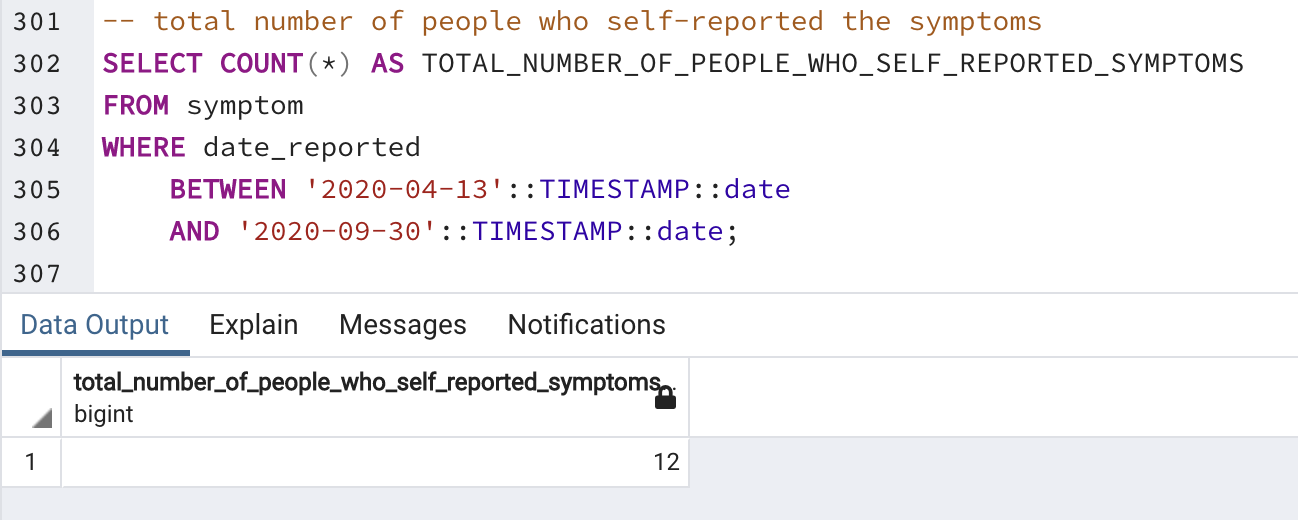 301 -- total number of people who self-reported the symptoms
302 SELECT COUNT(*) AS TOTAL_NUMBER_OF_PEOPLE_WHO_SELF_REPORTED_SYMPTOMS
303 FROM symptom
304 WHERE date_reported
305     BETWEEN '2020-04-13'::TIMESTAMP::date
306     AND '2020-09-30'::TIMESTAMP::date;
307
Data Output Explain Messages Notifications
total_number_of_people_who_self_reported_symptoms
bigint
1 12